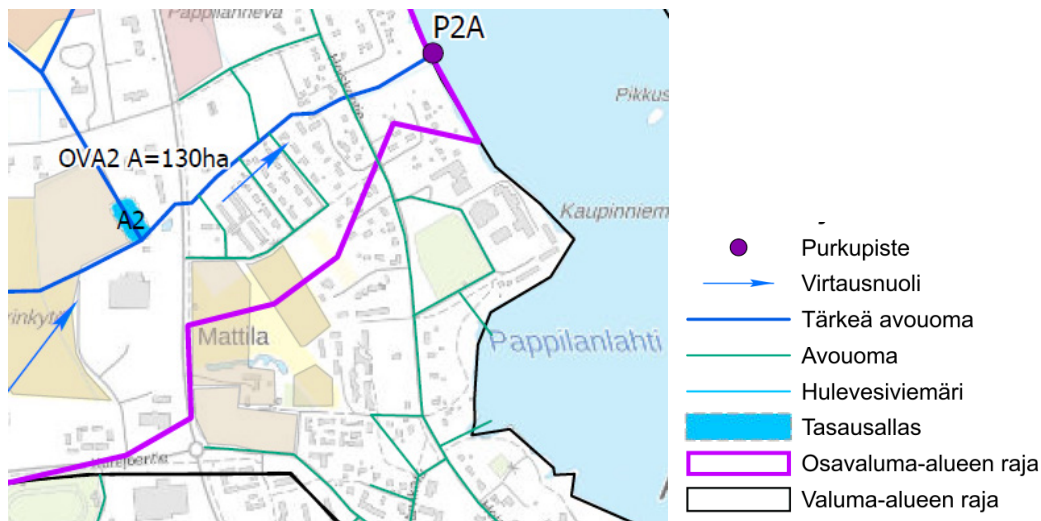 Pappilanneva
P2A
Pikkus
OVA2 A=130ha
A2
Kaupinniem
rinkytö
Mattila
Pappilanlahti
Purkupiste
Virtausnuoli
Tärkeä avouoma
Avouoma
Hulevesiviemäri
Tasausallas
Osavaluma-alueen raja
Valuma-alueen raja